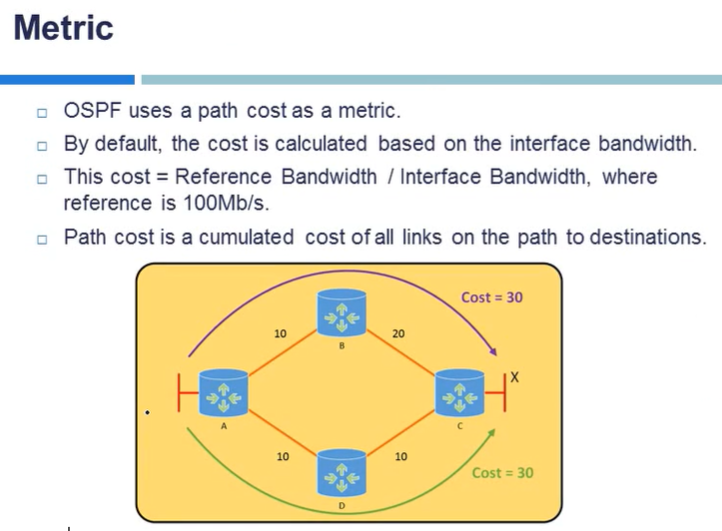 Metric
OSPF uses a path cost as a metric.
By default, the cost is calculated based on the interface bandwidth.
This cost = Reference Bandwidth / Interface Bandwidth, where
reference is 100Mb/s.
Path cost is a cumulated cost of all links on the path to destinations.
Cost = 30
10
20
B
X
A
C
10
10
Cost = 30
D